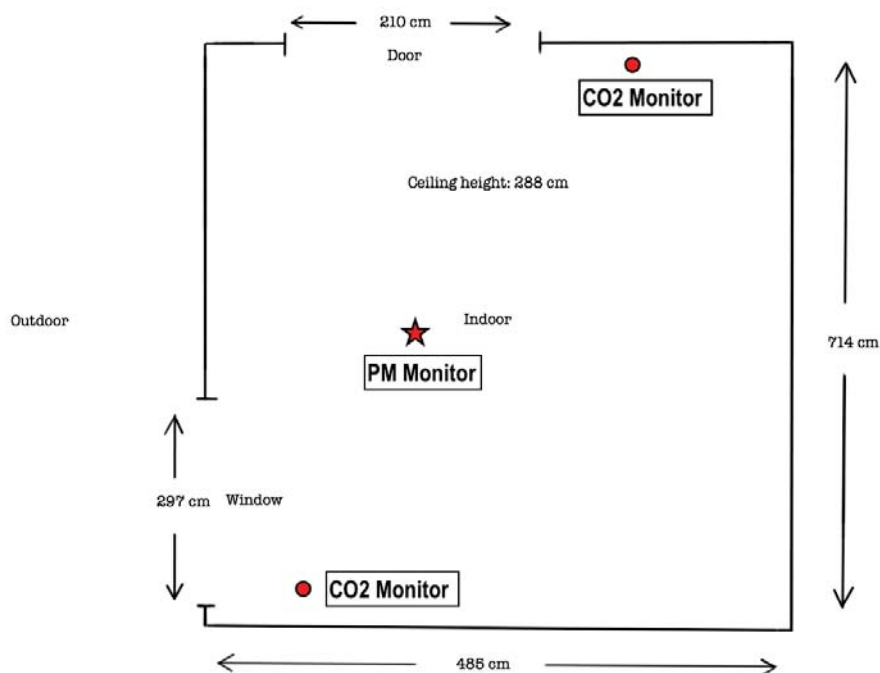 210 cm
Door
CO2 Monitor
Ceiling height: 288 cm
Outdoor
Indoor
714 cm
PM Monitor
297 cm
Window
CO2 Monitor
485 cm